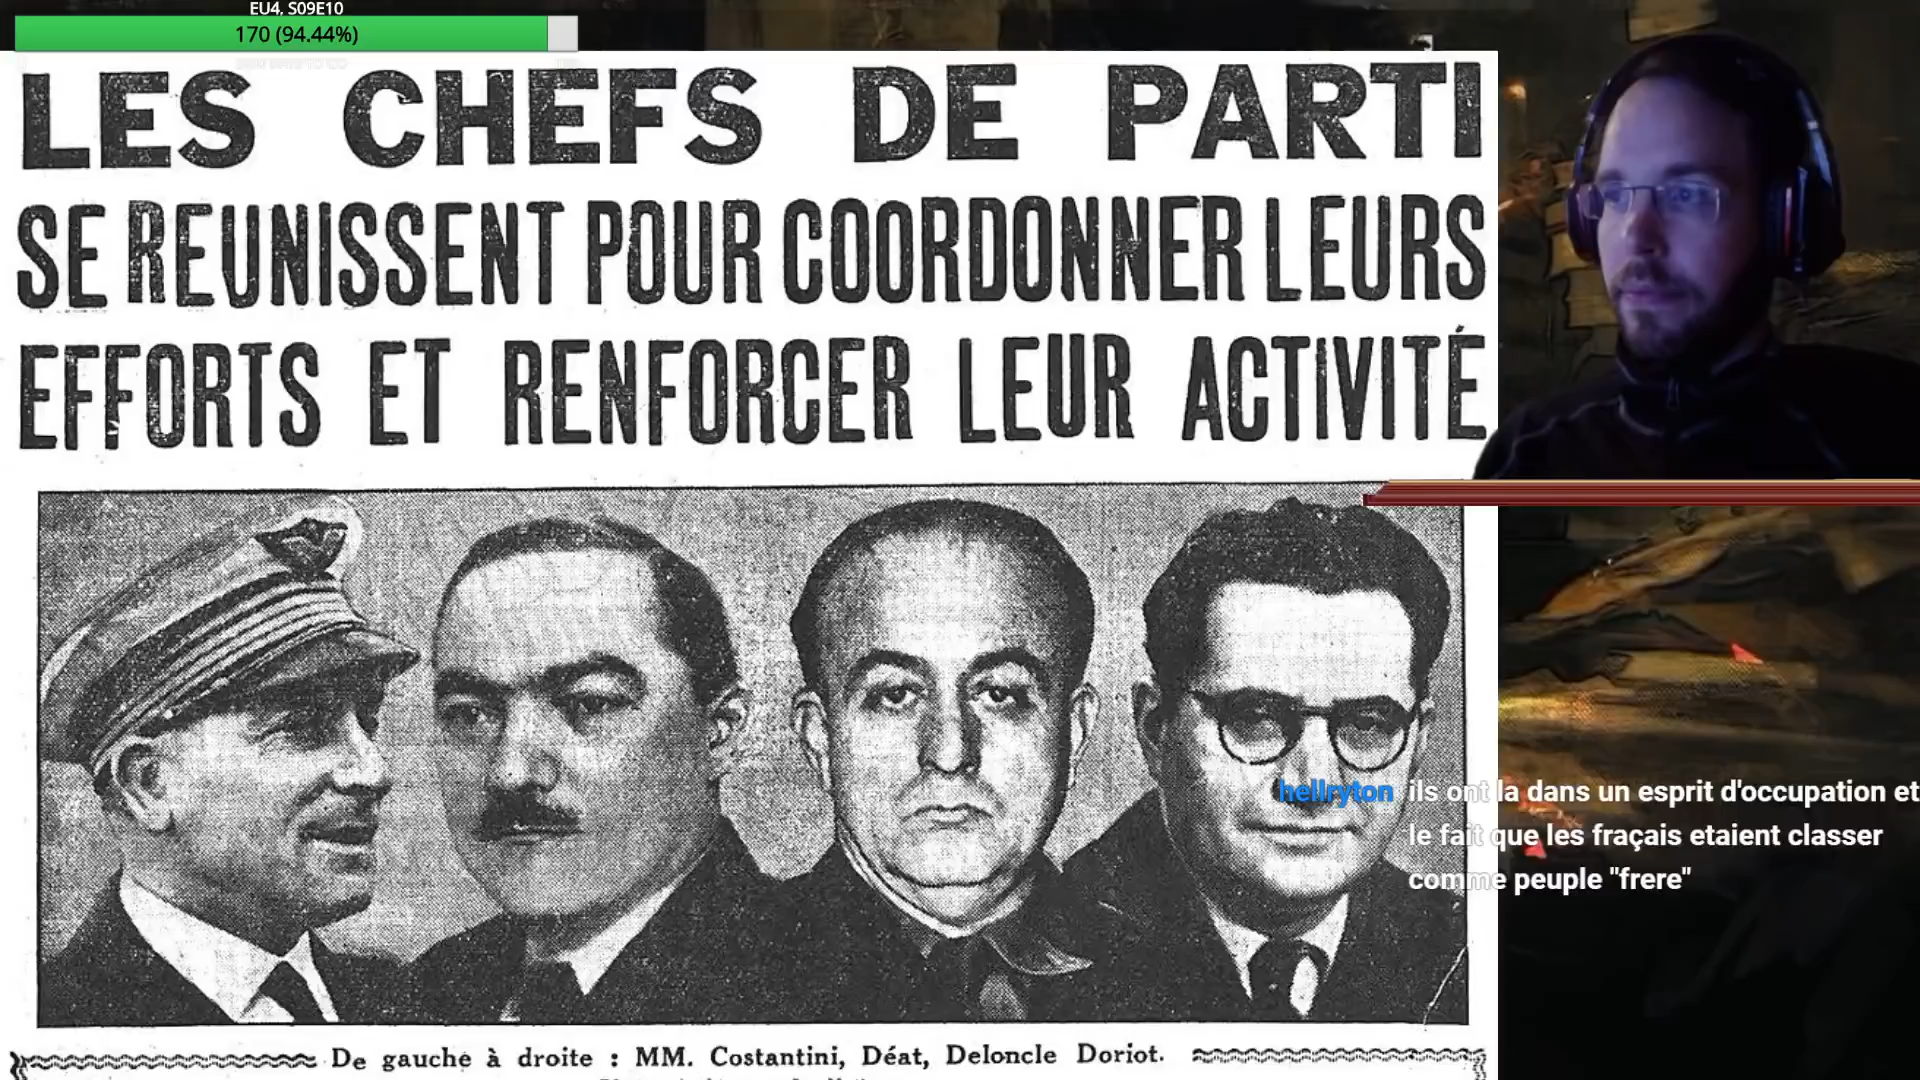 EU4, S09E10
170 (94.44%)
LES CHEFS DE PARTI
SE REUNISSENT POUR COORDONNER LEURS
EFFORTS ET RENFORCER LEUR ACTIVITÉ
hellryton ils ont la dans un esprit d'occupation et
le fait que les fraçais etaient classer
comme peuple "frere"
De gauche à droite : MM. Costantini, Déat, Deloncle Doriot.